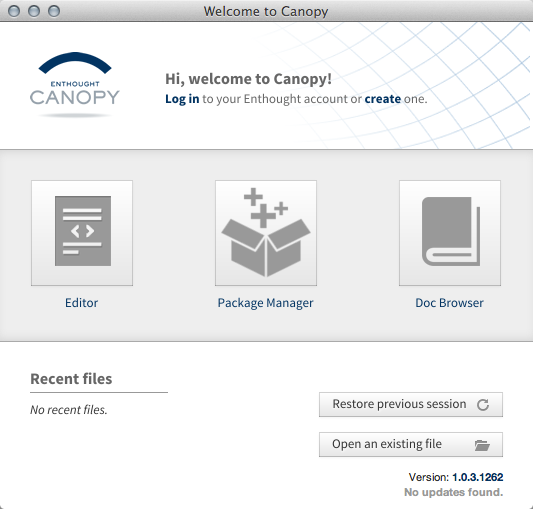 Welcome to Canopy
ENTHOUGHT
CANOPY
Hi, welcome to Canopy!
Log in to your Enthought account or create one.
Editor
Package Manager
Doc Browser
Recent files
No recent files.
Restore previous session
Open an existing file
Version: 1.0.3.1262
No updates found.